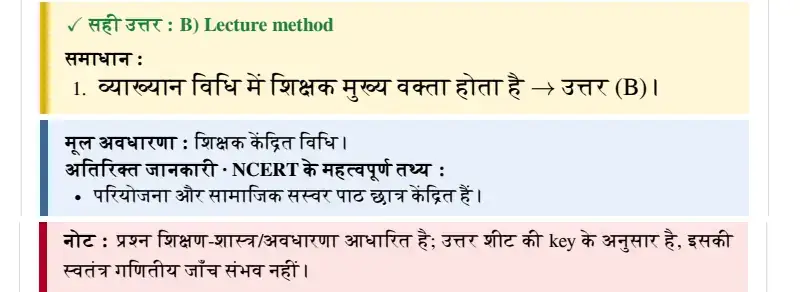 ✓ सही उत्तर : B) Lecture method
समाधान :
1. व्याख्यान विधि में शिक्षक मुख्य वक्ता होता है → उत्तर (B)।
मूल अवधारणा : शिक्षक केंद्रित विधि।
अतिरिक्त जानकारी · NCERT के महत्वपूर्ण तथ्य :
• परियोजना और सामाजिक सस्वर पाठ छात्र केंद्रित हैं।
नोट : प्रश्न शिक्षण-शास्त्र/अवधारणा आधारित है; उत्तर शीट की key के अनुसार है, इसकी
स्वतंत्र गणितीय जाँच संभव नहीं।